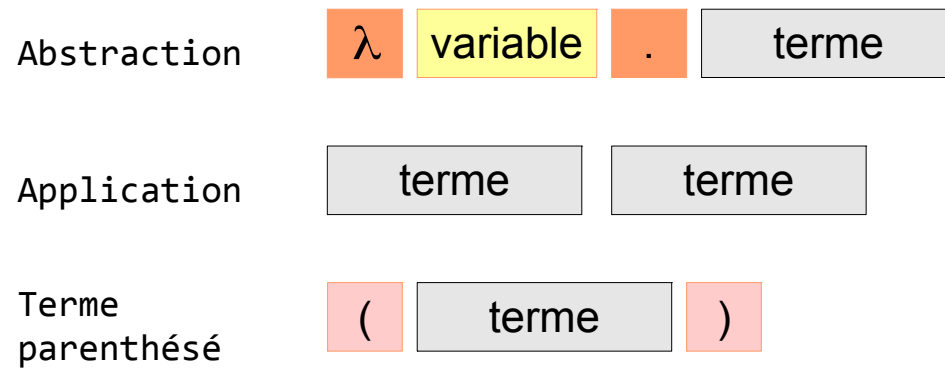 Abstraction λ variable . terme
Application terme terme
Terme
parenthésé ( terme )